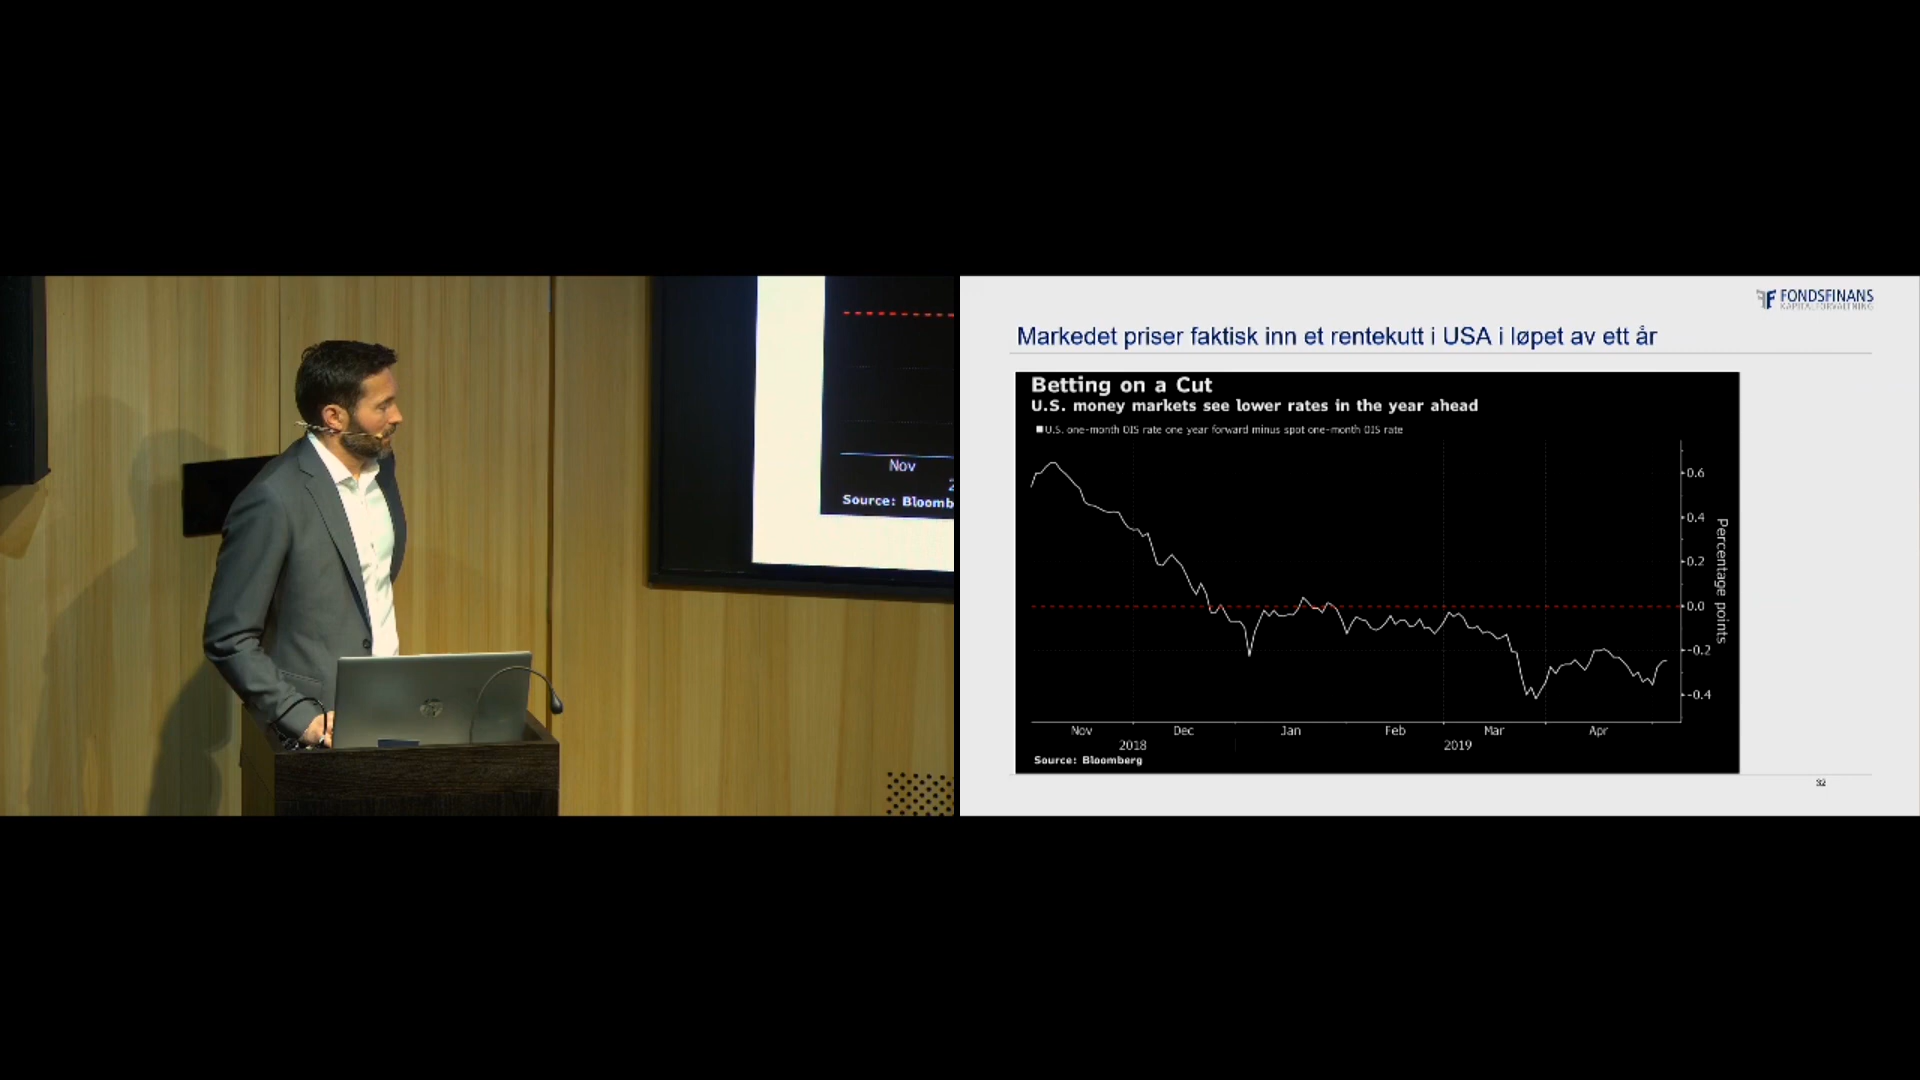 Nov
2
Source: Bloomb
hp
FONDSFINANS
KAPITALFORVALTNING
Markedet priser faktisk inn et rentekutt i USA i løpet av ett år
Betting on a Cut
U.S. money markets see lower rates in the year ahead
U.S. one-month OIS rate one year forward minus spot one-month OIS rate
0.6
0.4
0.2
0.0
-0.2
-0.4
Percentage points
Nov Dec Jan Feb Mar Apr
2018 2019
Source: Bloomberg
32